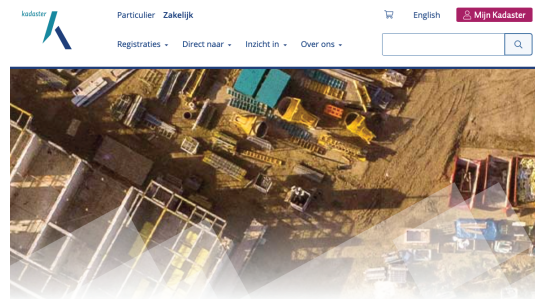 kadaster
Particulier Zakelijk
English
Mijn Kadaster
Registraties Direct naar Inzicht in Over ons